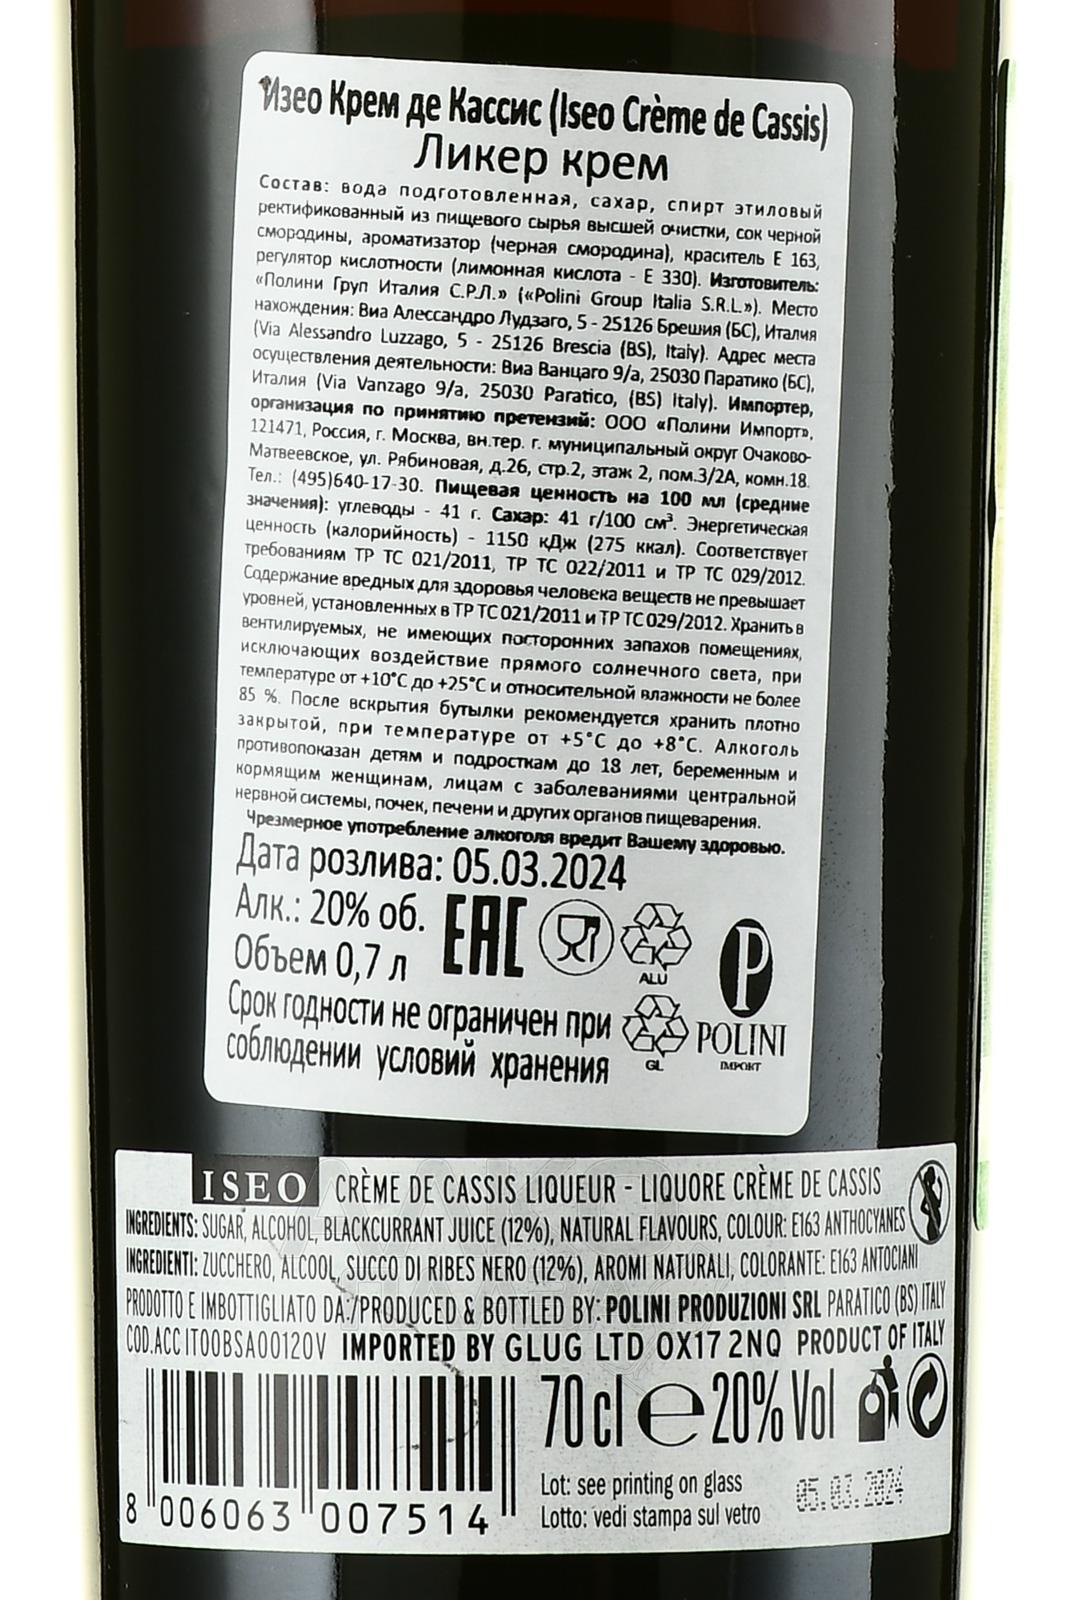 Изео Крем де Кассис (Iseo Crème de Cassis)
Ликер крем
Состав: вода подготовленная, сахар, спирт этиловый
ректификованный из пищевого сырья высшей очистки, сок черной
смородины, ароматизатор (черная смородина), краситель Е 163,
регулятор кислотности (лимонная кислота - Е 330). Изготовитель:
«Полини Груп Италия С.Р.Л.» («Polini Group Italia S.R.L.»). Место
нахождения: Виа Алессандро Лудзаго, 5 - 25126 Брешия (БС), Италия
(Via Alessandro Luzzago, 5 - 25126 Brescia (BS), Italy). Адрес места
осуществления деятельности: Виа Ванцаго 9/а, 25030 Паратико (БС),
Италия (Via Vanzago 9/a, 25030 Paratico, (BS) Italy). Импортер,
организация по принятию претензий: ООО «Полини Импорт»,
121471, Россия, г. Москва, вн.тер. г. муниципальный округ Очаково-
Матвеевское, ул. Рябиновая, д.26, стр.2, этаж 2, пом.3/2А, комн.18.
Тел.: (495)640-17-30. Пищевая ценность на 100 мл (средние
значения): углеводы - 41 г. Сахар: 41 г/100 см³. Энергетическая
ценность (калорийность) - 1150 кДж (275 ккал). Соответствует
требованиям ТР ТС 021/2011, ТР ТС 022/2011 и ТР ТС 029/2012.
Содержание вредных для здоровья человека веществ не превышает
уровней, установленных в ТР ТС 021/2011 и ТР ТС 029/2012. Хранить в
вентилируемых, не имеющих посторонних запахов помещениях,
исключающих воздействие прямого солнечного света, при
температуре от +10°С до +25°С и относительной влажности не более
85 %. После вскрытия бутылки рекомендуется хранить плотно
закрытой, при температуре от +5°С до +8°С. Алкоголь
противопоказан детям и подросткам до 18 лет, беременным и
кормящим женщинам, лицам с заболеваниями центральной
нервной системы, почек, печени и других органов пищеварения.
Чрезмерное употребление алкоголя вредит Вашему здоровью.
Дата розлива: 05.03.2024
Алк.: 20% об. EAC
Объем 0,7 л
ALU
P
Срок годности не ограничен при
соблюдении условий хранения
GL
POLINI
IMPORT
ISEO CRÈME DE CASSIS LIQUEUR - LIQUORE CRÈME DE CASSIS
INGREDIENTS: SUGAR, ALCOHOL, BLACKCURRANT JUICE (12%), NATURAL FLAVOURS, COLOUR: E163 ANTHOCYANES
INGREDIENTI: ZUCCHERO, ALCOOL, SUCCO DI RIBES NERO (12%), AROMI NATURALI, COLORANTE: E163 ANTOCIANI
PRODOTTO E IMBOTTIGLIATO DA:/PRODUCED & BOTTLED BY: POLINI PRODUZIONI SRL PARATICO (BS) ITALY
COD.ACC IT00BSA00120V IMPORTED BY GLUG LTD OX17 2NQ PRODUCT OF ITALY
70 cl e 20% Vol
Lot: see printing on glass
Lotto: vedi stampa sul vetro
05.03.2024
8 006063 007514